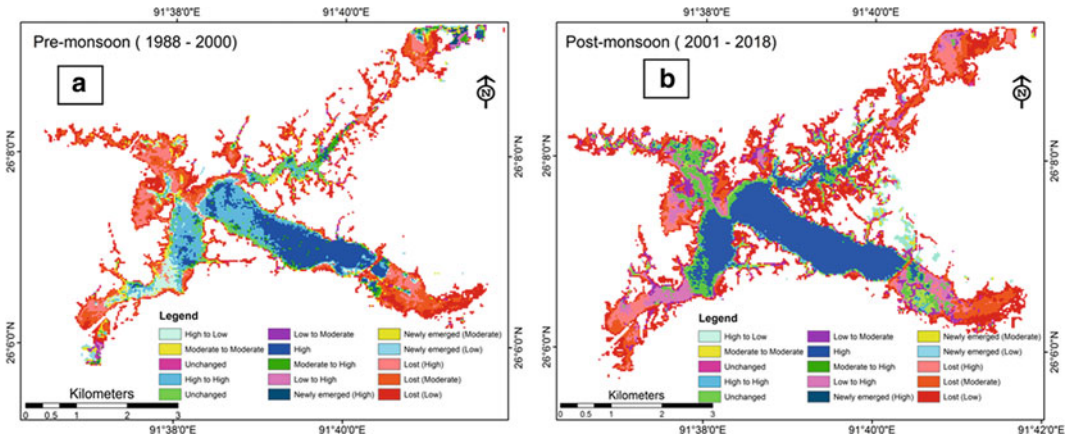 91°38'0"E 91°40'0"E
Pre-monsoon ( 1988 - 2000)
a
N
26°8'0"N
26°6'0"N
Legend
High to Low
Moderate to Moderate
Unchanged
High to High
Unchanged
Low to Moderate
High
Moderate to High
Low to High
Newly emerged (High)
Newly emerged (Moderate)
Newly emerged (Low)
Lost (High)
Lost (Moderate)
Lost (Low)
Kilometers
0 0.5 1 2 3
91°38'0"E 91°40'0"E
91°38'0"E 91°40'0"E
Post-monsoon ( 2001 - 2018)
b
N
26°8'0"N 26°8'0"N
26°6'0"N 26°6'0"N
Legend
High to Low
Moderate to Moderate
Unchanged
High to High
Unchanged
Low to Moderate
High
Moderate to High
Low to High
Newly emerged (High)
Newly emerged (Moderate)
Newly emerged (Low)
Lost (High)
Lost (Moderate)
Lost (Low)
Kilometers
0 0.5 1 2 3
91°38'0"E 91°40'0"E 91°42'0"E